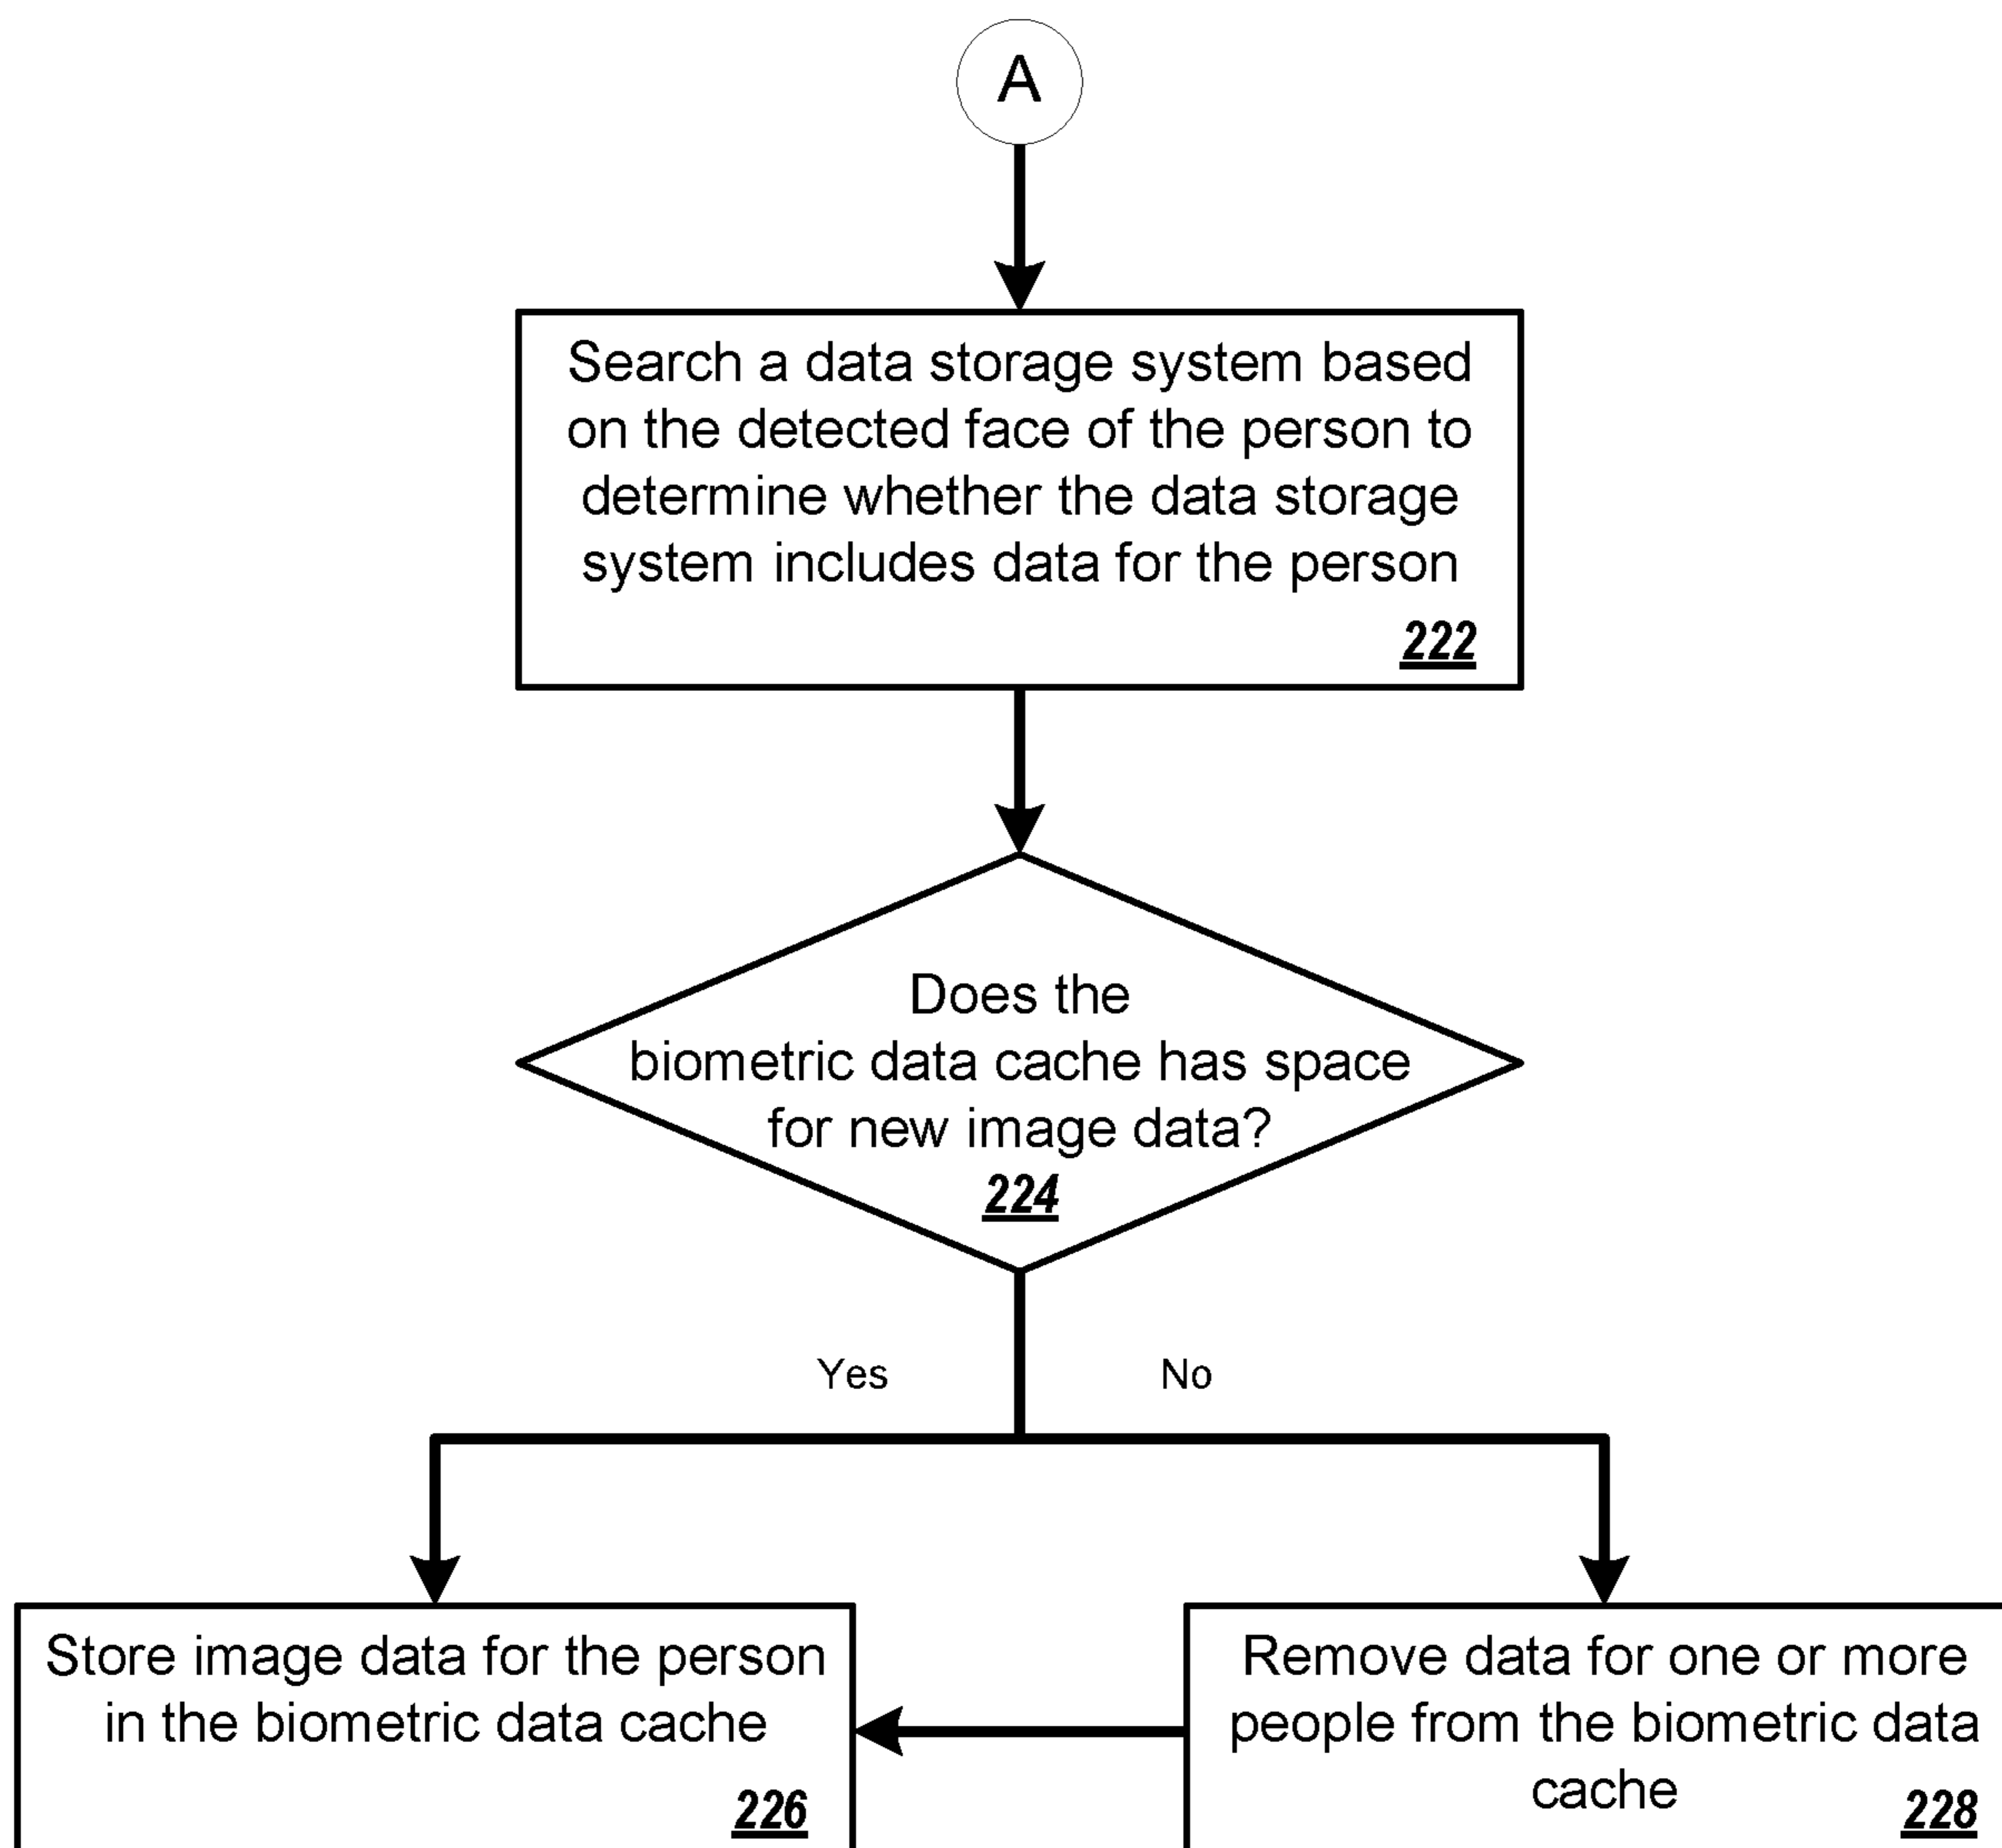 A
Search a data storage system based
on the detected face of the person to
determine whether the data storage
system includes data for the person
222
Does the
biometric data cache has space
for new image data?
224
Yes
No
Store image data for the person
in the biometric data cache
226
Remove data for one or more
people from the biometric data
cache
228